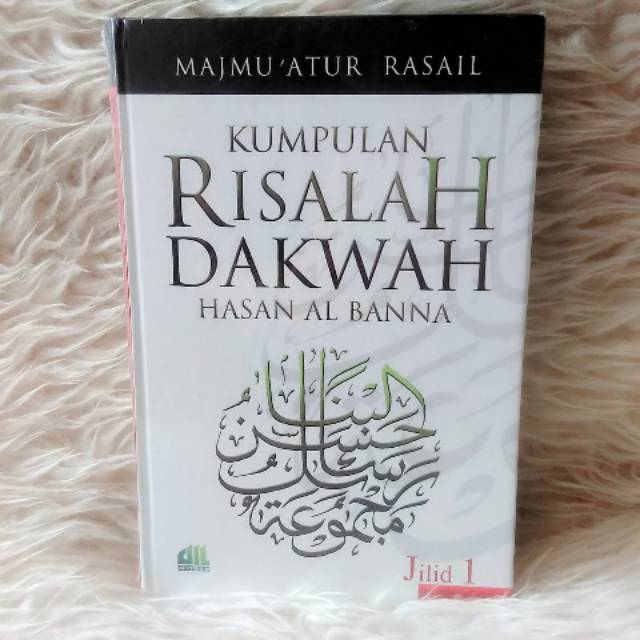 MAJMU'ATUR RASAIL
KUMPULAN
RISALAH
DAKWAH
HASAN AL BANNA
البنا
حسن
رسائل
مجموعة
Jilid 1